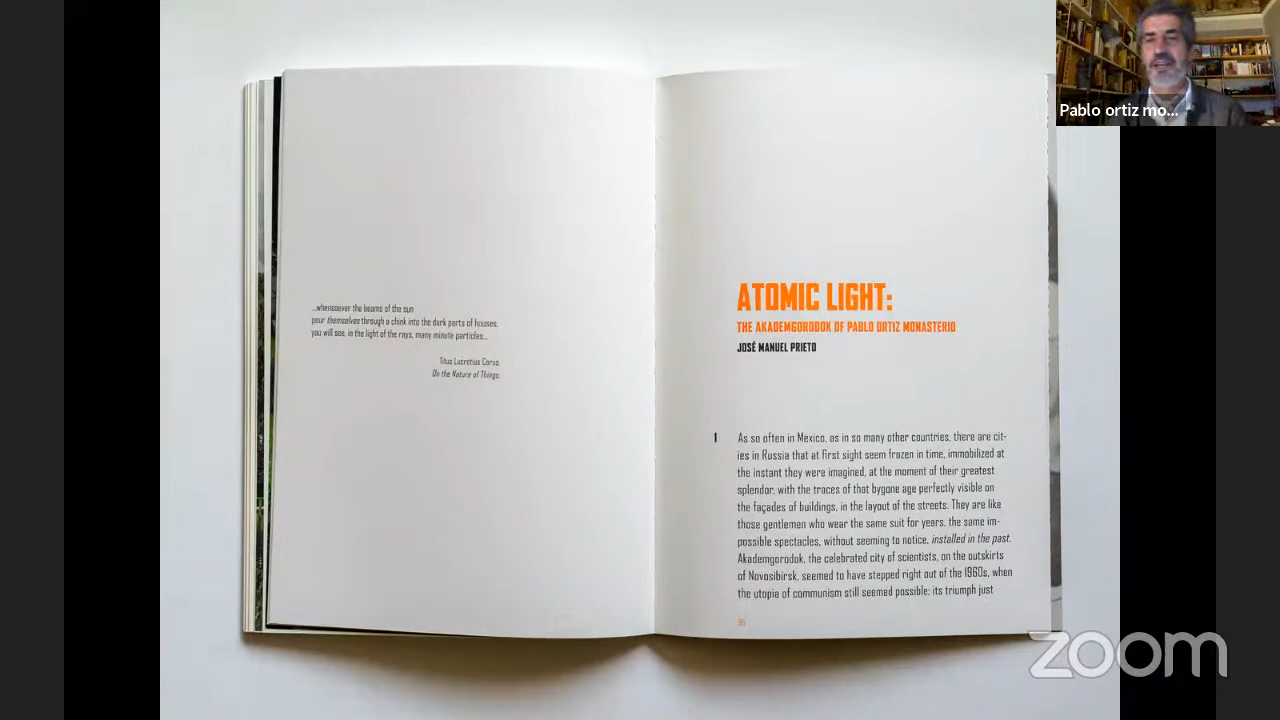 Pablo ortiz mo...
...whensoever the beams of the sun
pour themselves through a chink into the dark parts of houses,
you will see, in the light of the rays, many minute particles...
Titus Lucretius Carus,
On the Nature of Things.
ATOMIC LIGHT:
THE AKADEMGORODOK OF PABLO ORTIZ MONASTERIO
JOSÉ MANUEL PRIETO
1 As so often in Mexico, as in so many other countries, there are cit-
ies in Russia that at first sight seem frozen in time, immobilized at
the instant they were imagined, at the moment of their greatest
splendor, with the traces of that bygone age perfectly visible on
the façades of buildings, in the layout of the streets. They are like
those gentlemen who wear the same suit for years, the same im-
possible spectacles, without seeming to notice, installed in the past.
Akademgorodok, the celebrated city of scientists, on the outskirts
of Novosibirsk, seemed to have stepped right out of the 1960s, when
the utopia of communism still seemed possible; its triumph just
35
zoom